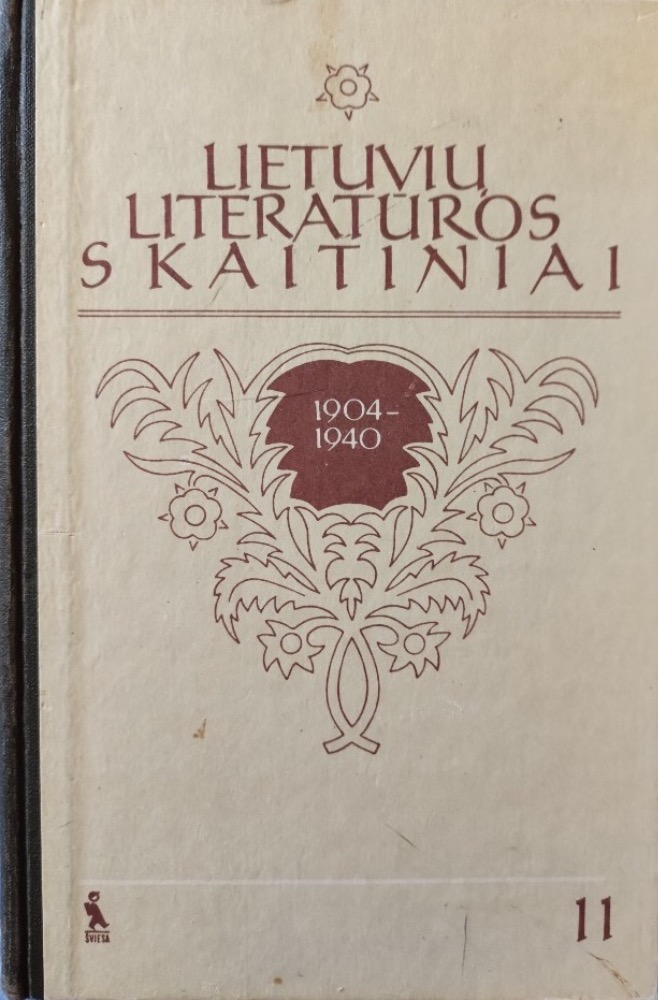 LIETUVIŲ
LITERATŪROS
SKAITINIAI
1904–
1940
ŠVIESA
11